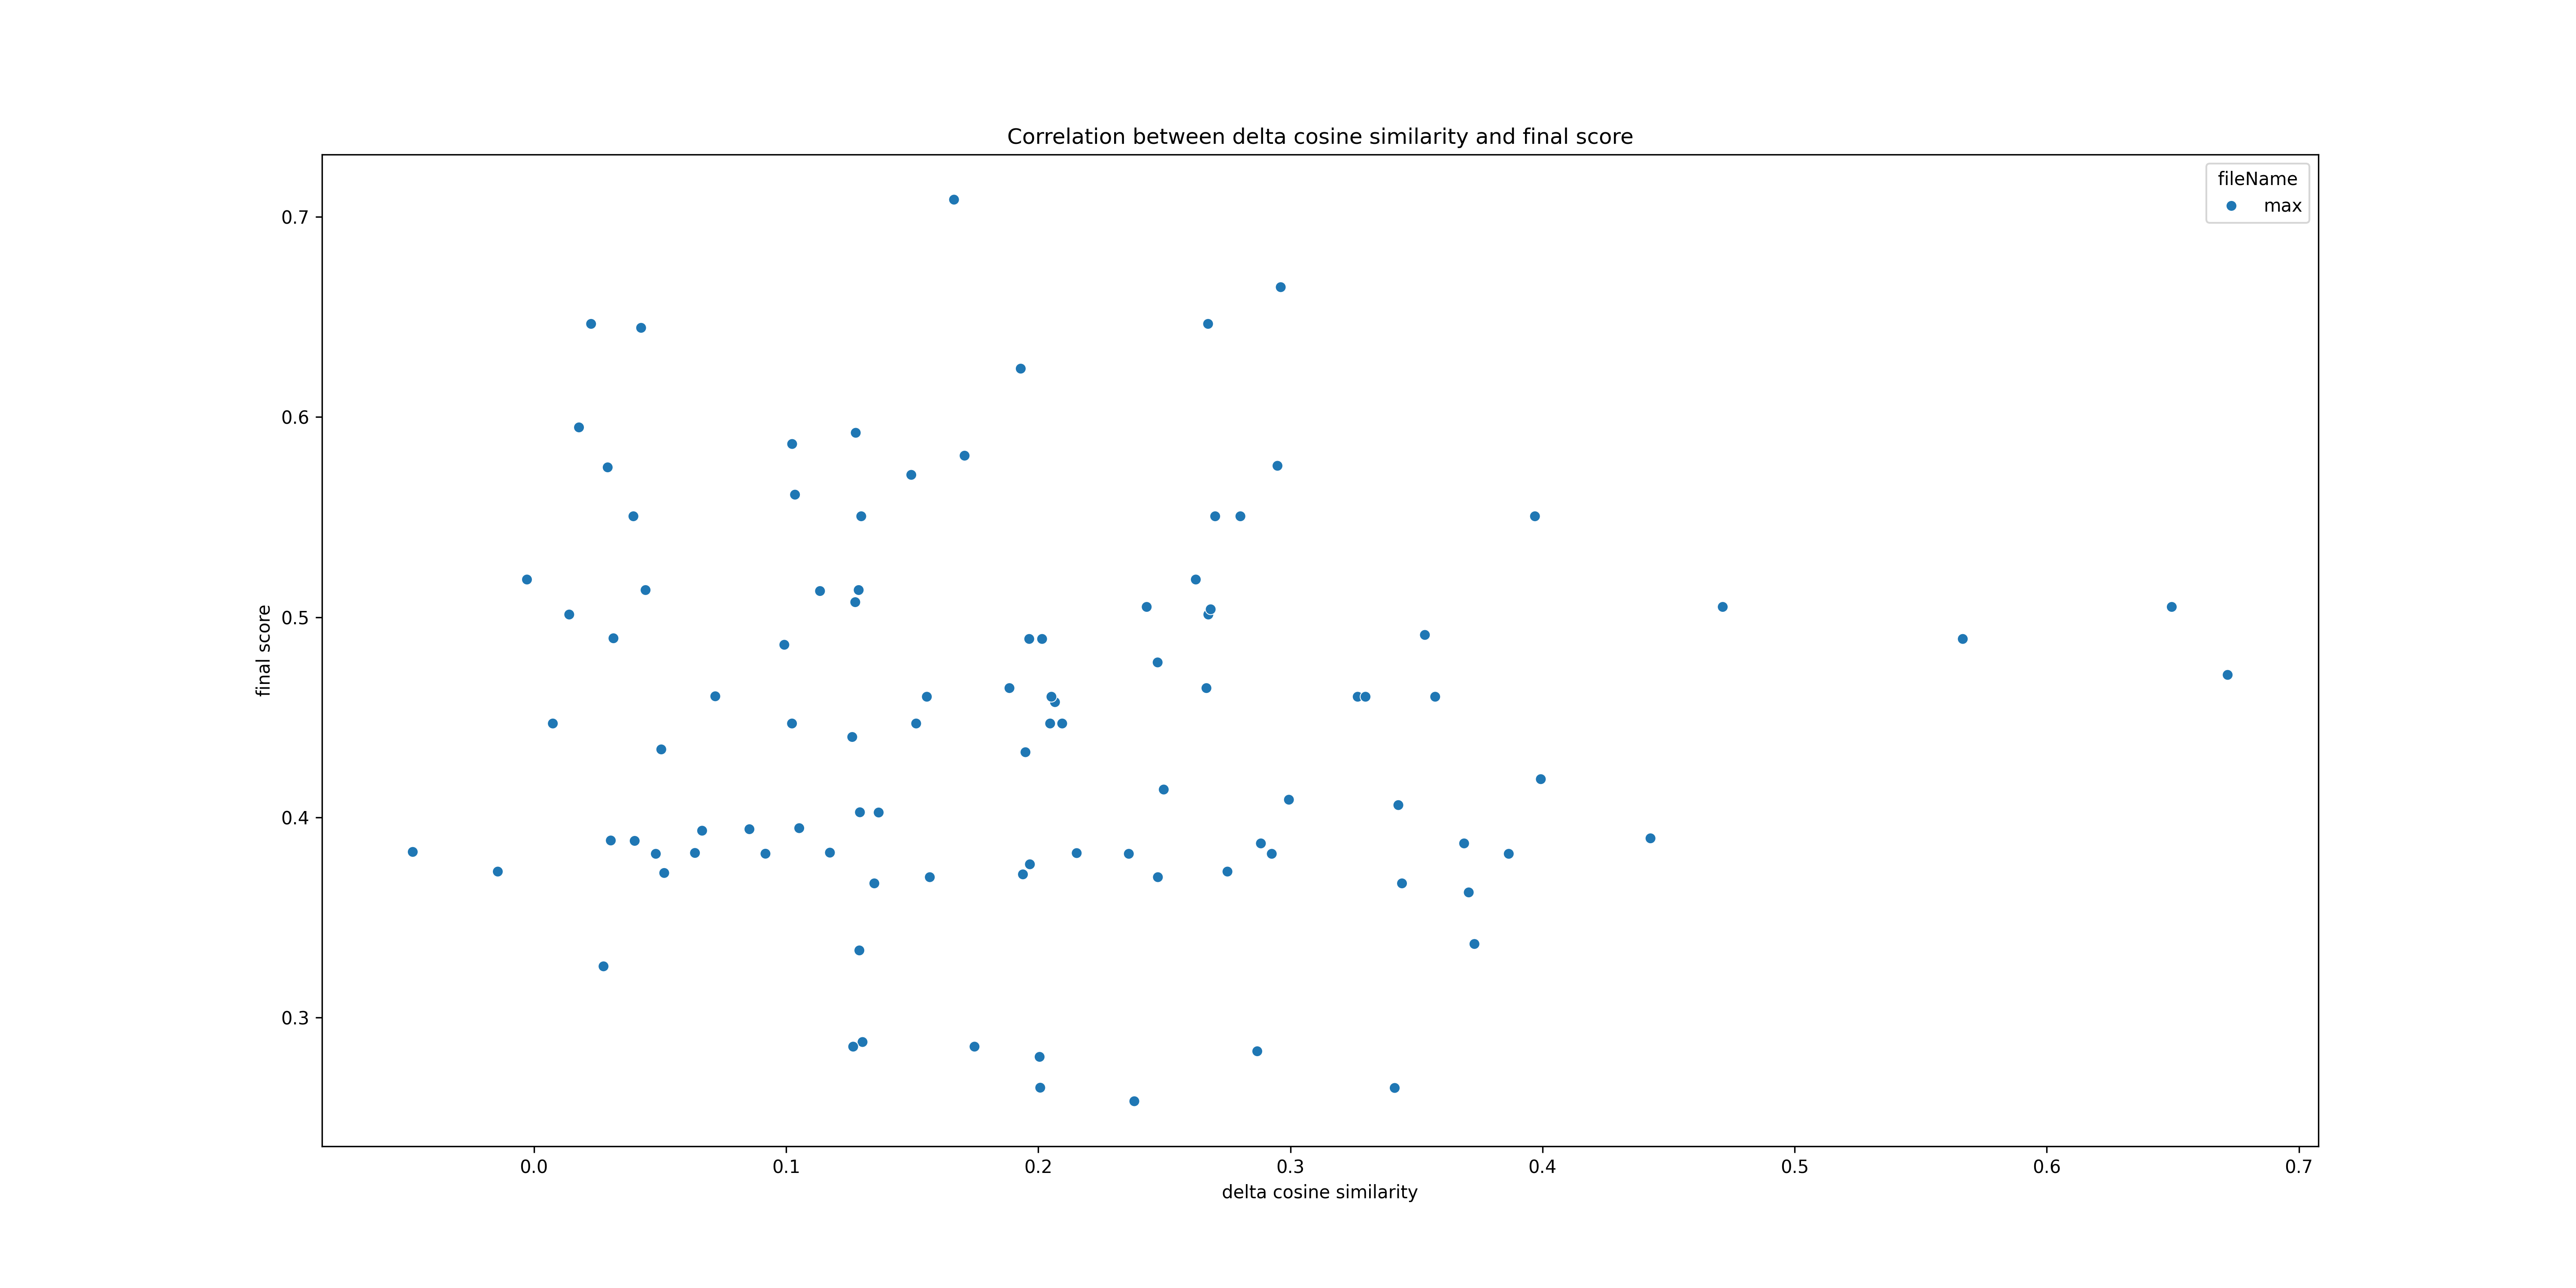 Correlation between delta cosine similarity and final score
fileName
max
final score
0.7
0.6
0.5
0.4
0.3
0.0 0.1 0.2 0.3 0.4 0.5 0.6 0.7
delta cosine similarity